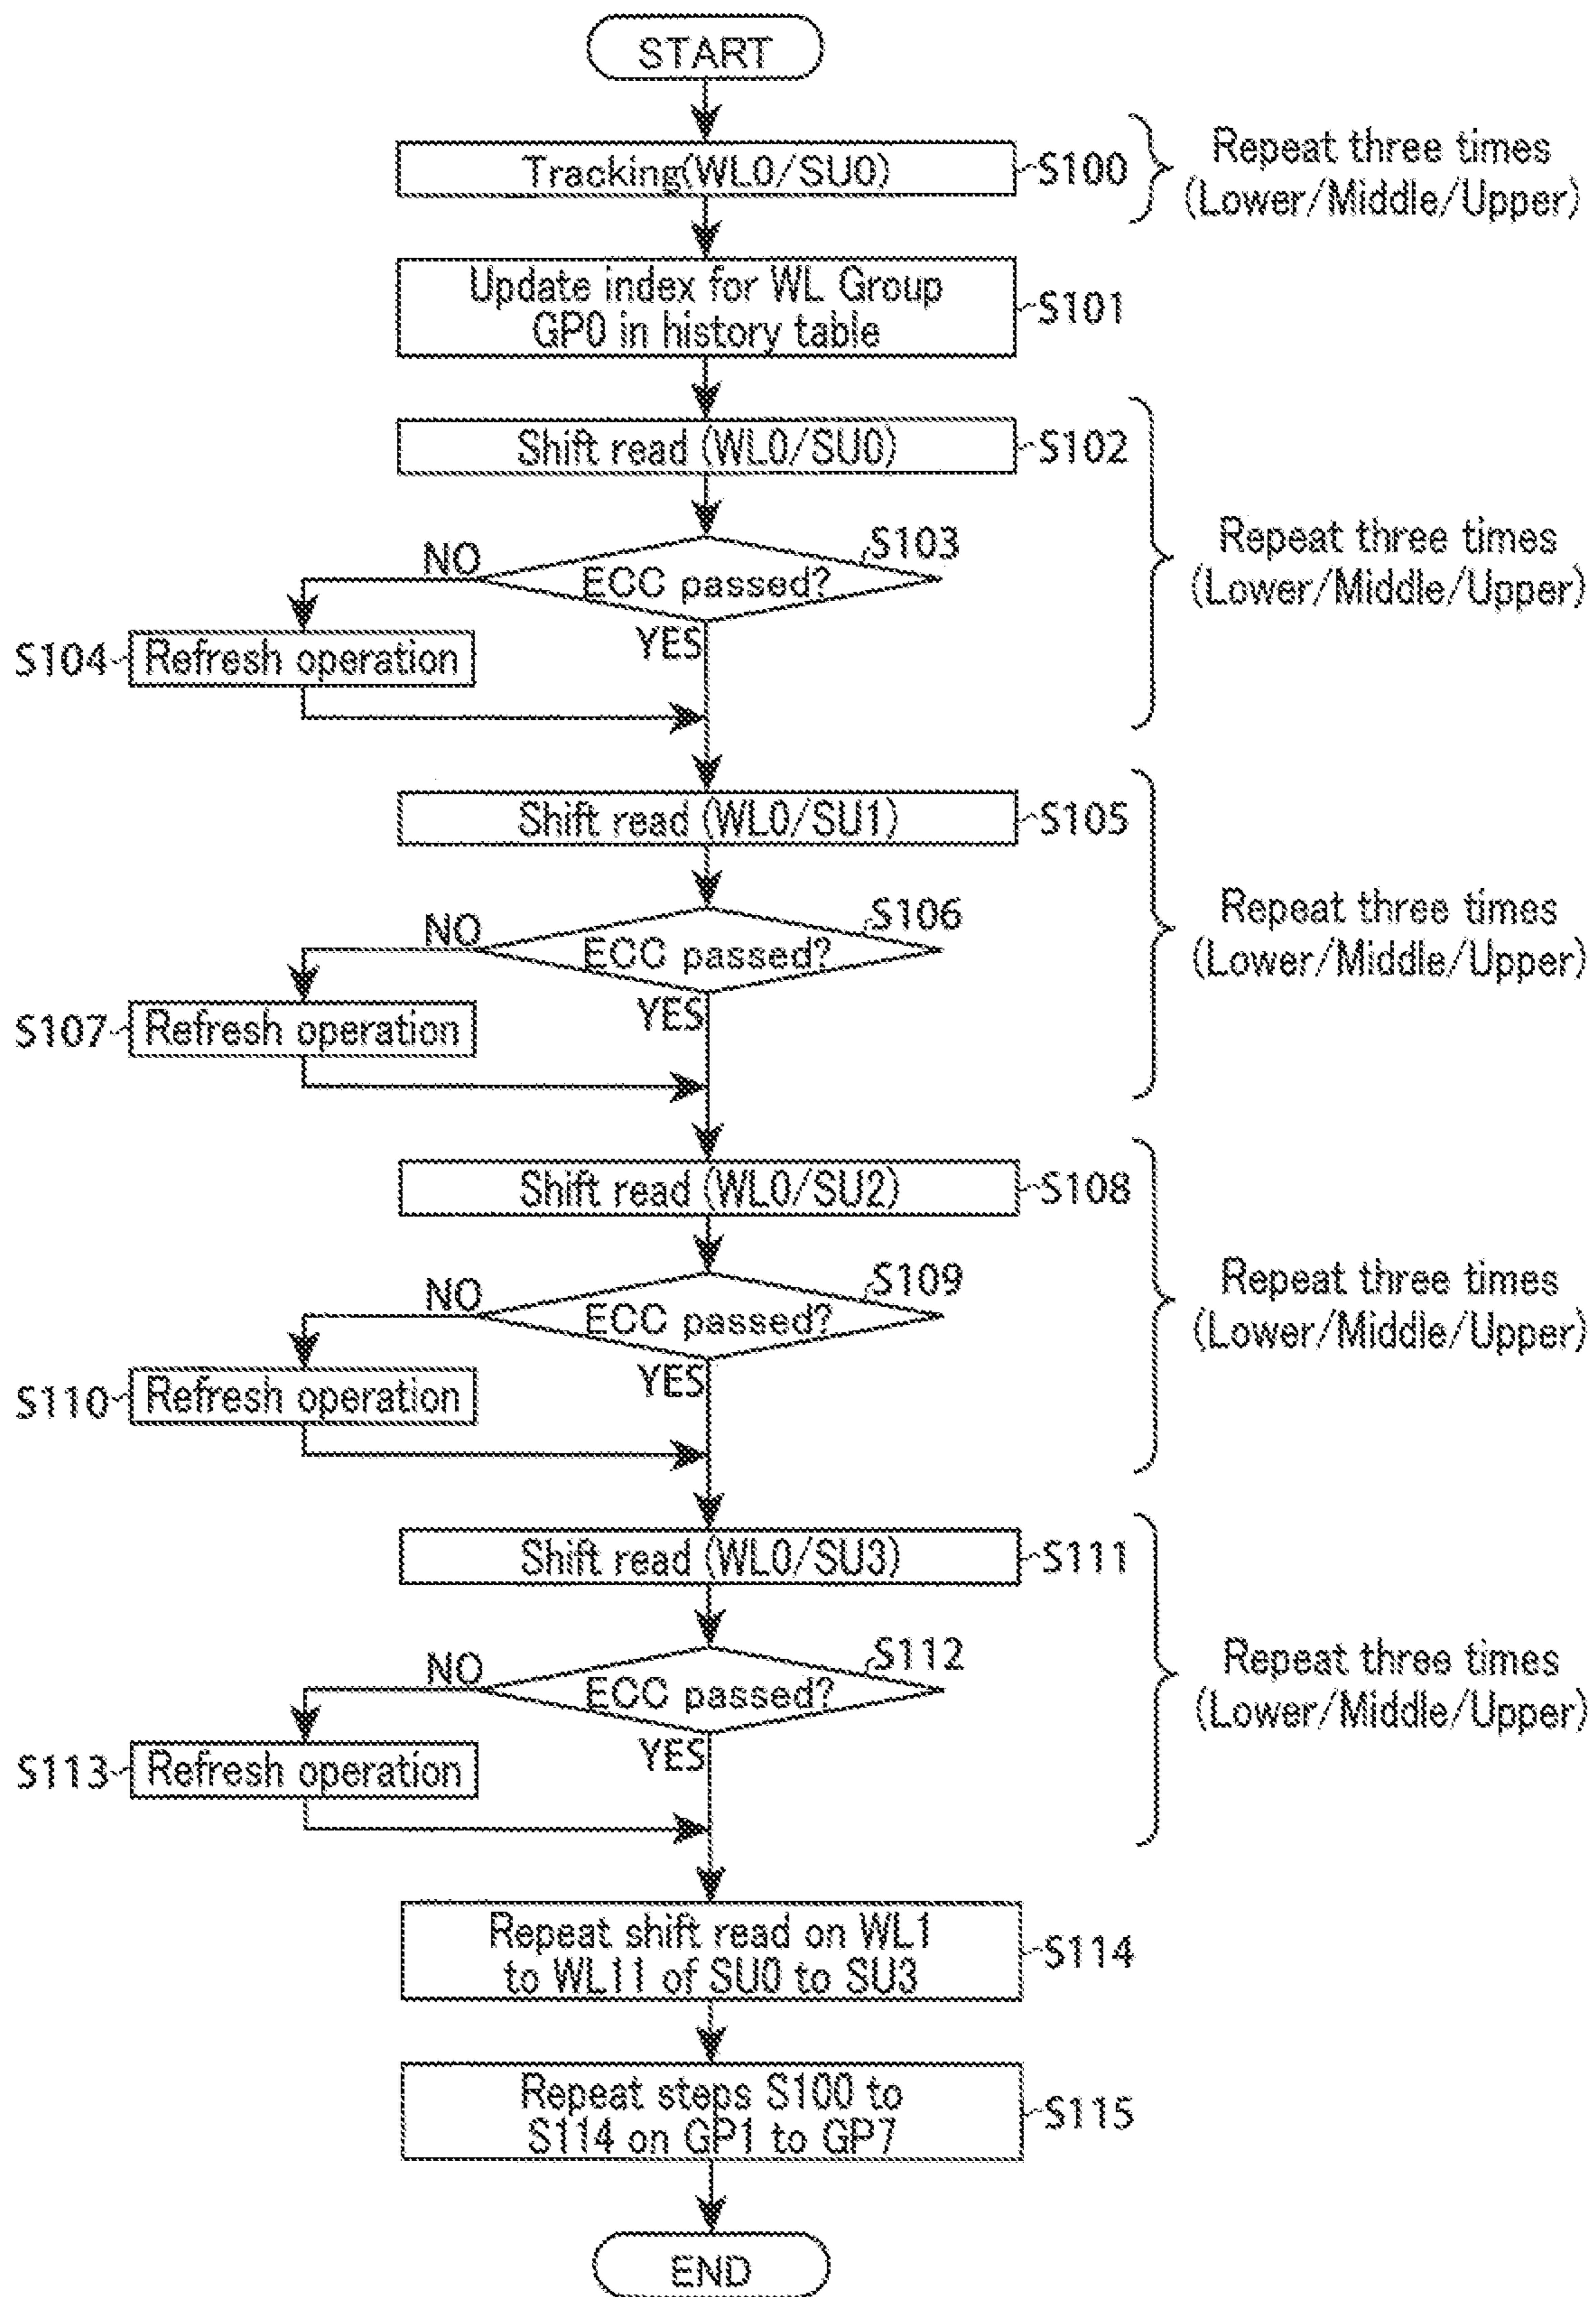 START
Tracking(WL0/SU0)
S100
Repeat three times
(Lower/Middle/Upper)
Update index for WL Group
GP0 in history table
S101
Shift read (WL0/SU0)
S102
S103
NO
ECC passed?
Repeat three times
(Lower/Middle/Upper)
YES
S104
Refresh operation
Shift read (WL0/SU1)
S105
S106
NO
ECC passed?
Repeat three times
(Lower/Middle/Upper)
YES
S107
Refresh operation
Shift read (WL0/SU2)
S108
S109
NO
ECC passed?
Repeat three times
(Lower/Middle/Upper)
YES
S110
Refresh operation
Shift read (WL0/SU3)
S111
S112
NO
ECC passed?
Repeat three times
(Lower/Middle/Upper)
YES
S113
Refresh operation
Repeat shift read on WL1
to WL11 of SU0 to SU3
S114
Repeat steps S100 to
S114 on GP1 to GP7
S115
END